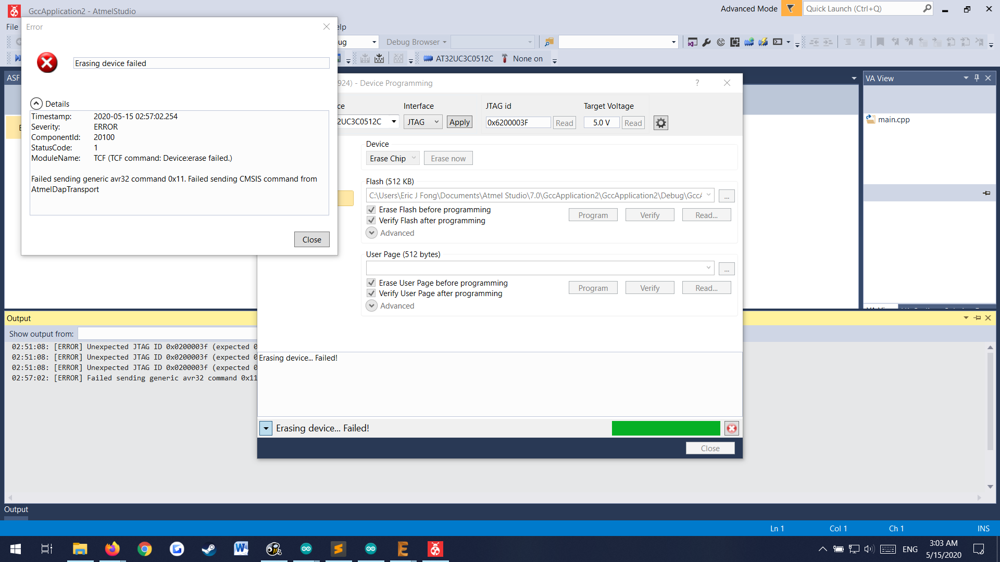 GccApplication2 - AtmelStudio
Advanced Mode
Quick Launch (Ctrl+Q)
File
elp
Error
ug
Debug Browser
Erasing device failed
AT32UC3C0512C
None on
ASF
924) - Device Programming
?
VA View
Details
ce
Interface
JTAG id
Target Voltage
2UC3C0512C
JTAG
Apply
0x6200003F
Read
5.0 V
Read
main.cpp
Timestamp: 2020-05-15 02:57:02.254
Severity: ERROR
ComponentId: 20100
StatusCode: 1
ModuleName: TCF (TCF command: Device:erase failed.)
Failed sending generic avr32 command 0x11. Failed sending CMSIS command from
AtmelDapTransport
Close
Device
Erase Chip
Erase now
Flash (512 KB)
C:\Users\Eric J Fong\Documents\Atmel Studio\7.0\GccApplication2\GccApplication2\Debug\Gcc
...
Erase Flash before programming
Verify Flash after programming
Program
Verify
Read...
Advanced
User Page (512 bytes)
...
Erase User Page before programming
Verify User Page after programming
Program
Verify
Read...
Advanced
Output
Show output from:
02:51:08: [ERROR] Unexpected JTAG ID 0x0200003f (expected 0
02:51:08: [ERROR] Unexpected JTAG ID 0x0200003f (expected 0
02:51:08: [ERROR] Unexpected JTAG ID 0x0200003f (expected 0
02:57:02: [ERROR] Failed sending generic avr32 command 0x11
Erasing device... Failed!
Erasing device... Failed!
Close
Output
Ln 1
Col 1
Ch 1
INS
ENG
3:03 AM
5/15/2020